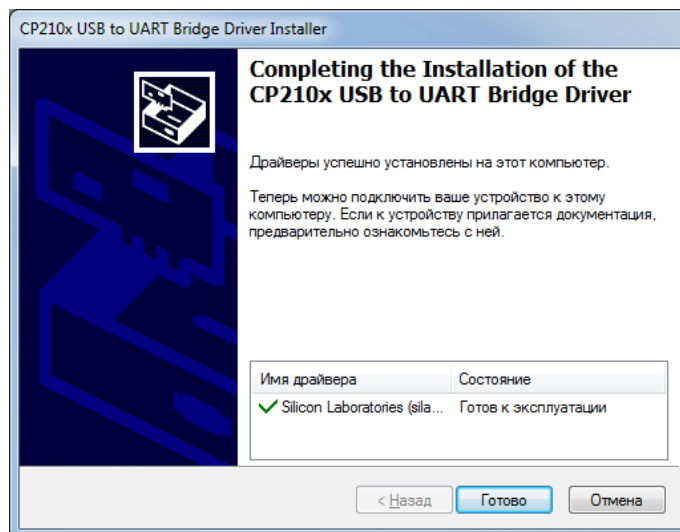 CP210x USB to UART Bridge Driver Installer
Completing the Installation of the
CP210x USB to UART Bridge Driver
Драйверы успешно установлены на этот компьютер.
Теперь можно подключить ваше устройство к этому
компьютеру. Если к устройству прилагается документация,
предварительно ознакомьтесь с ней.
Имя драйвера Состояние
Silicon Laboratories (sila... Готов к эксплуатации
< Назад Готово Отмена